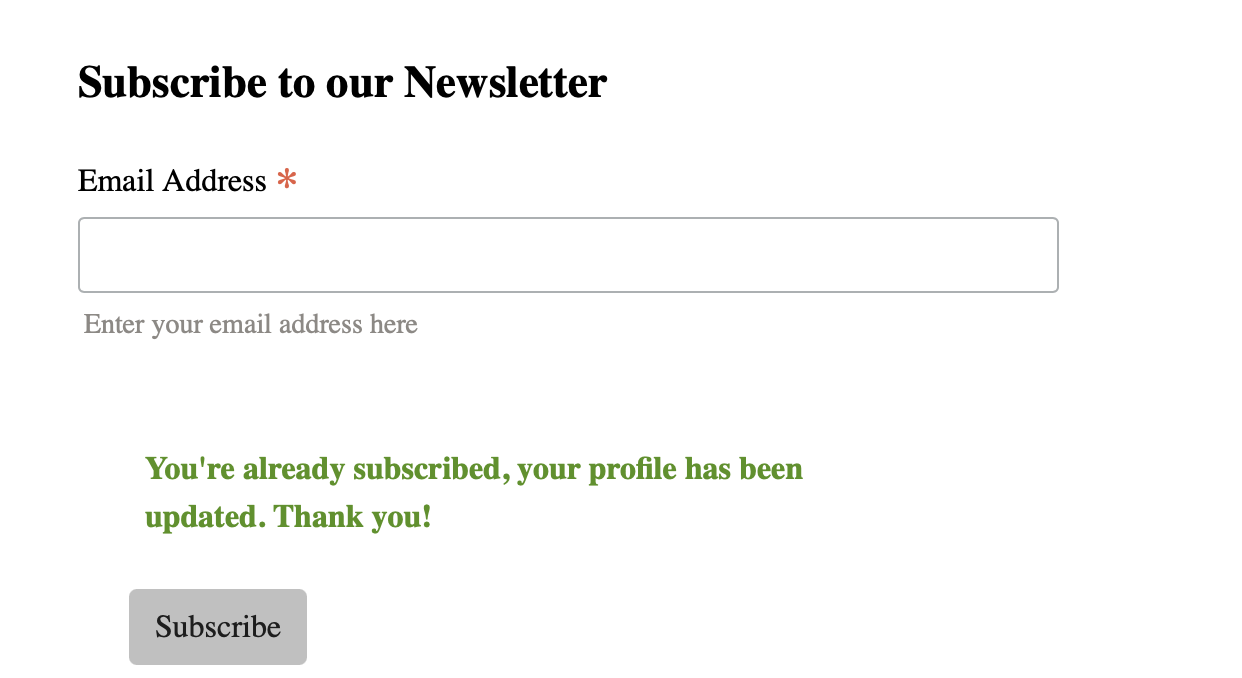 Subscribe to our Newsletter
Email Address *
Enter your email address here
You're already subscribed, your profile has been
updated. Thank you!
Subscribe